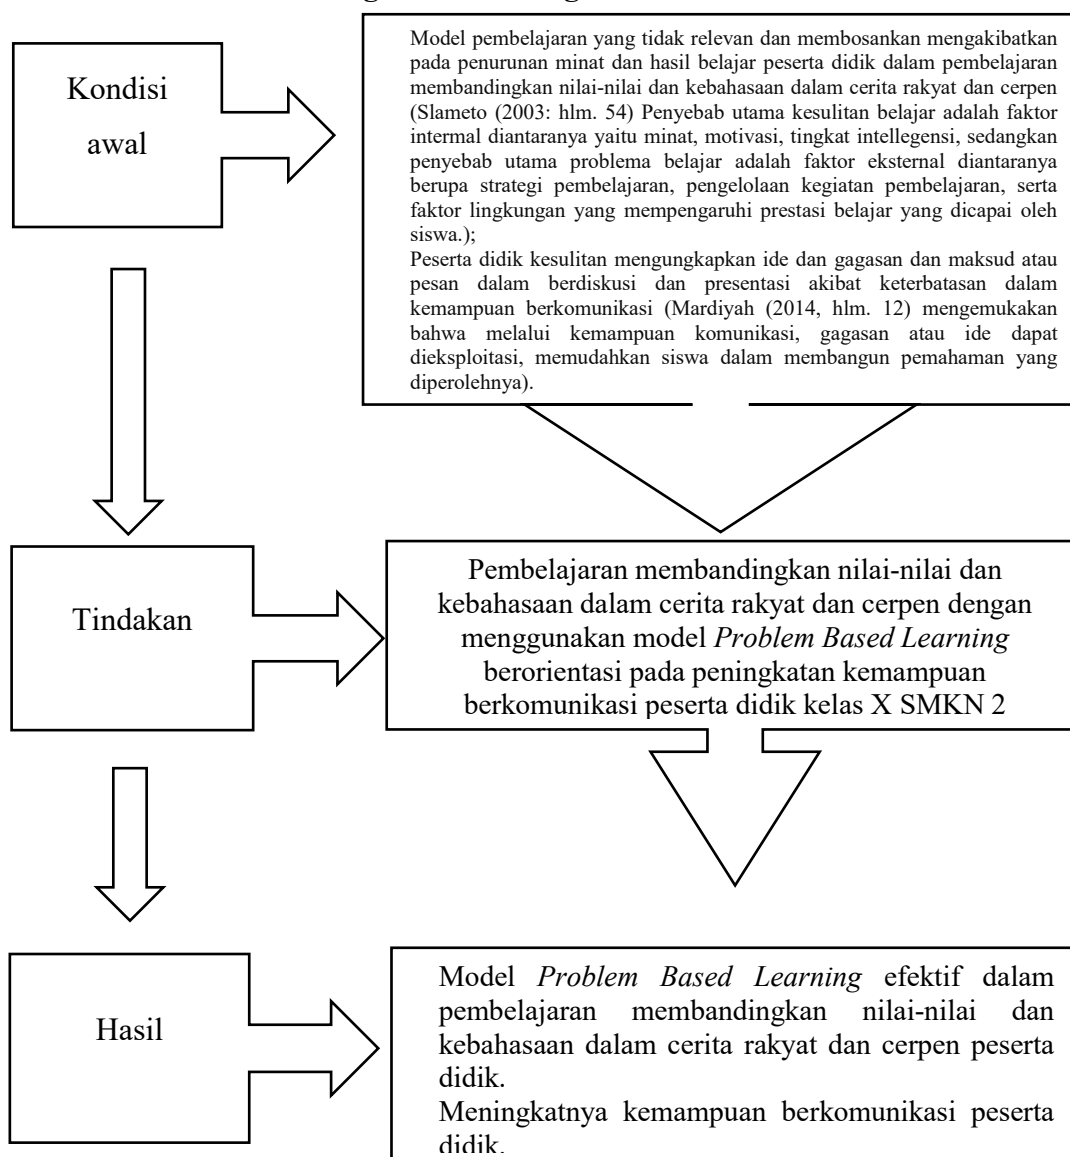 Kondisi
awal
Model pembelajaran yang tidak relevan dan membosankan mengakibatkan
pada penurunan minat dan hasil belajar peserta didik dalam pembelajaran
membandingkan nilai-nilai dan kebahasaan dalam cerita rakyat dan cerpen
(Slameto (2003: hlm. 54) Penyebab utama kesulitan belajar adalah faktor
internal diantaranya yaitu minat, motivasi, tingkat intellegensi, sedangkan
penyebab utama problema belajar adalah faktor eksternal diantaranya
berupa strategi pembelajaran, pengelolaan kegiatan pembelajaran, serta
faktor lingkungan yang mempengaruhi prestasi belajar yang dicapai oleh
siswa.);
Peserta didik kesulitan mengungkapkan ide dan gagasan dan maksud atau
pesan dalam berdiskusi dan presentasi akibat keterbatasan dalam
kemampuan berkomunikasi (Mardiyah (2014, hlm. 12) mengemukakan
bahwa melalui kemampuan komunikasi, gagasan atau ide dapat
dieksploitasi, memudahkan siswa dalam membangun pemahaman yang
diperolehnya).
Tindakan
Pembelajaran membandingkan nilai-nilai dan
kebahasaan dalam cerita rakyat dan cerpen dengan
menggunakan model Problem Based Learning
berorientasi pada peningkatan kemampuan
berkomunikasi peserta didik kelas X SMKN 2
Hasil
Model Problem Based Learning efektif dalam
pembelajaran membandingkan nilai-nilai dan
kebahasaan dalam cerita rakyat dan cerpen peserta
didik.
Meningkatnya kemampuan berkomunikasi peserta
didik.